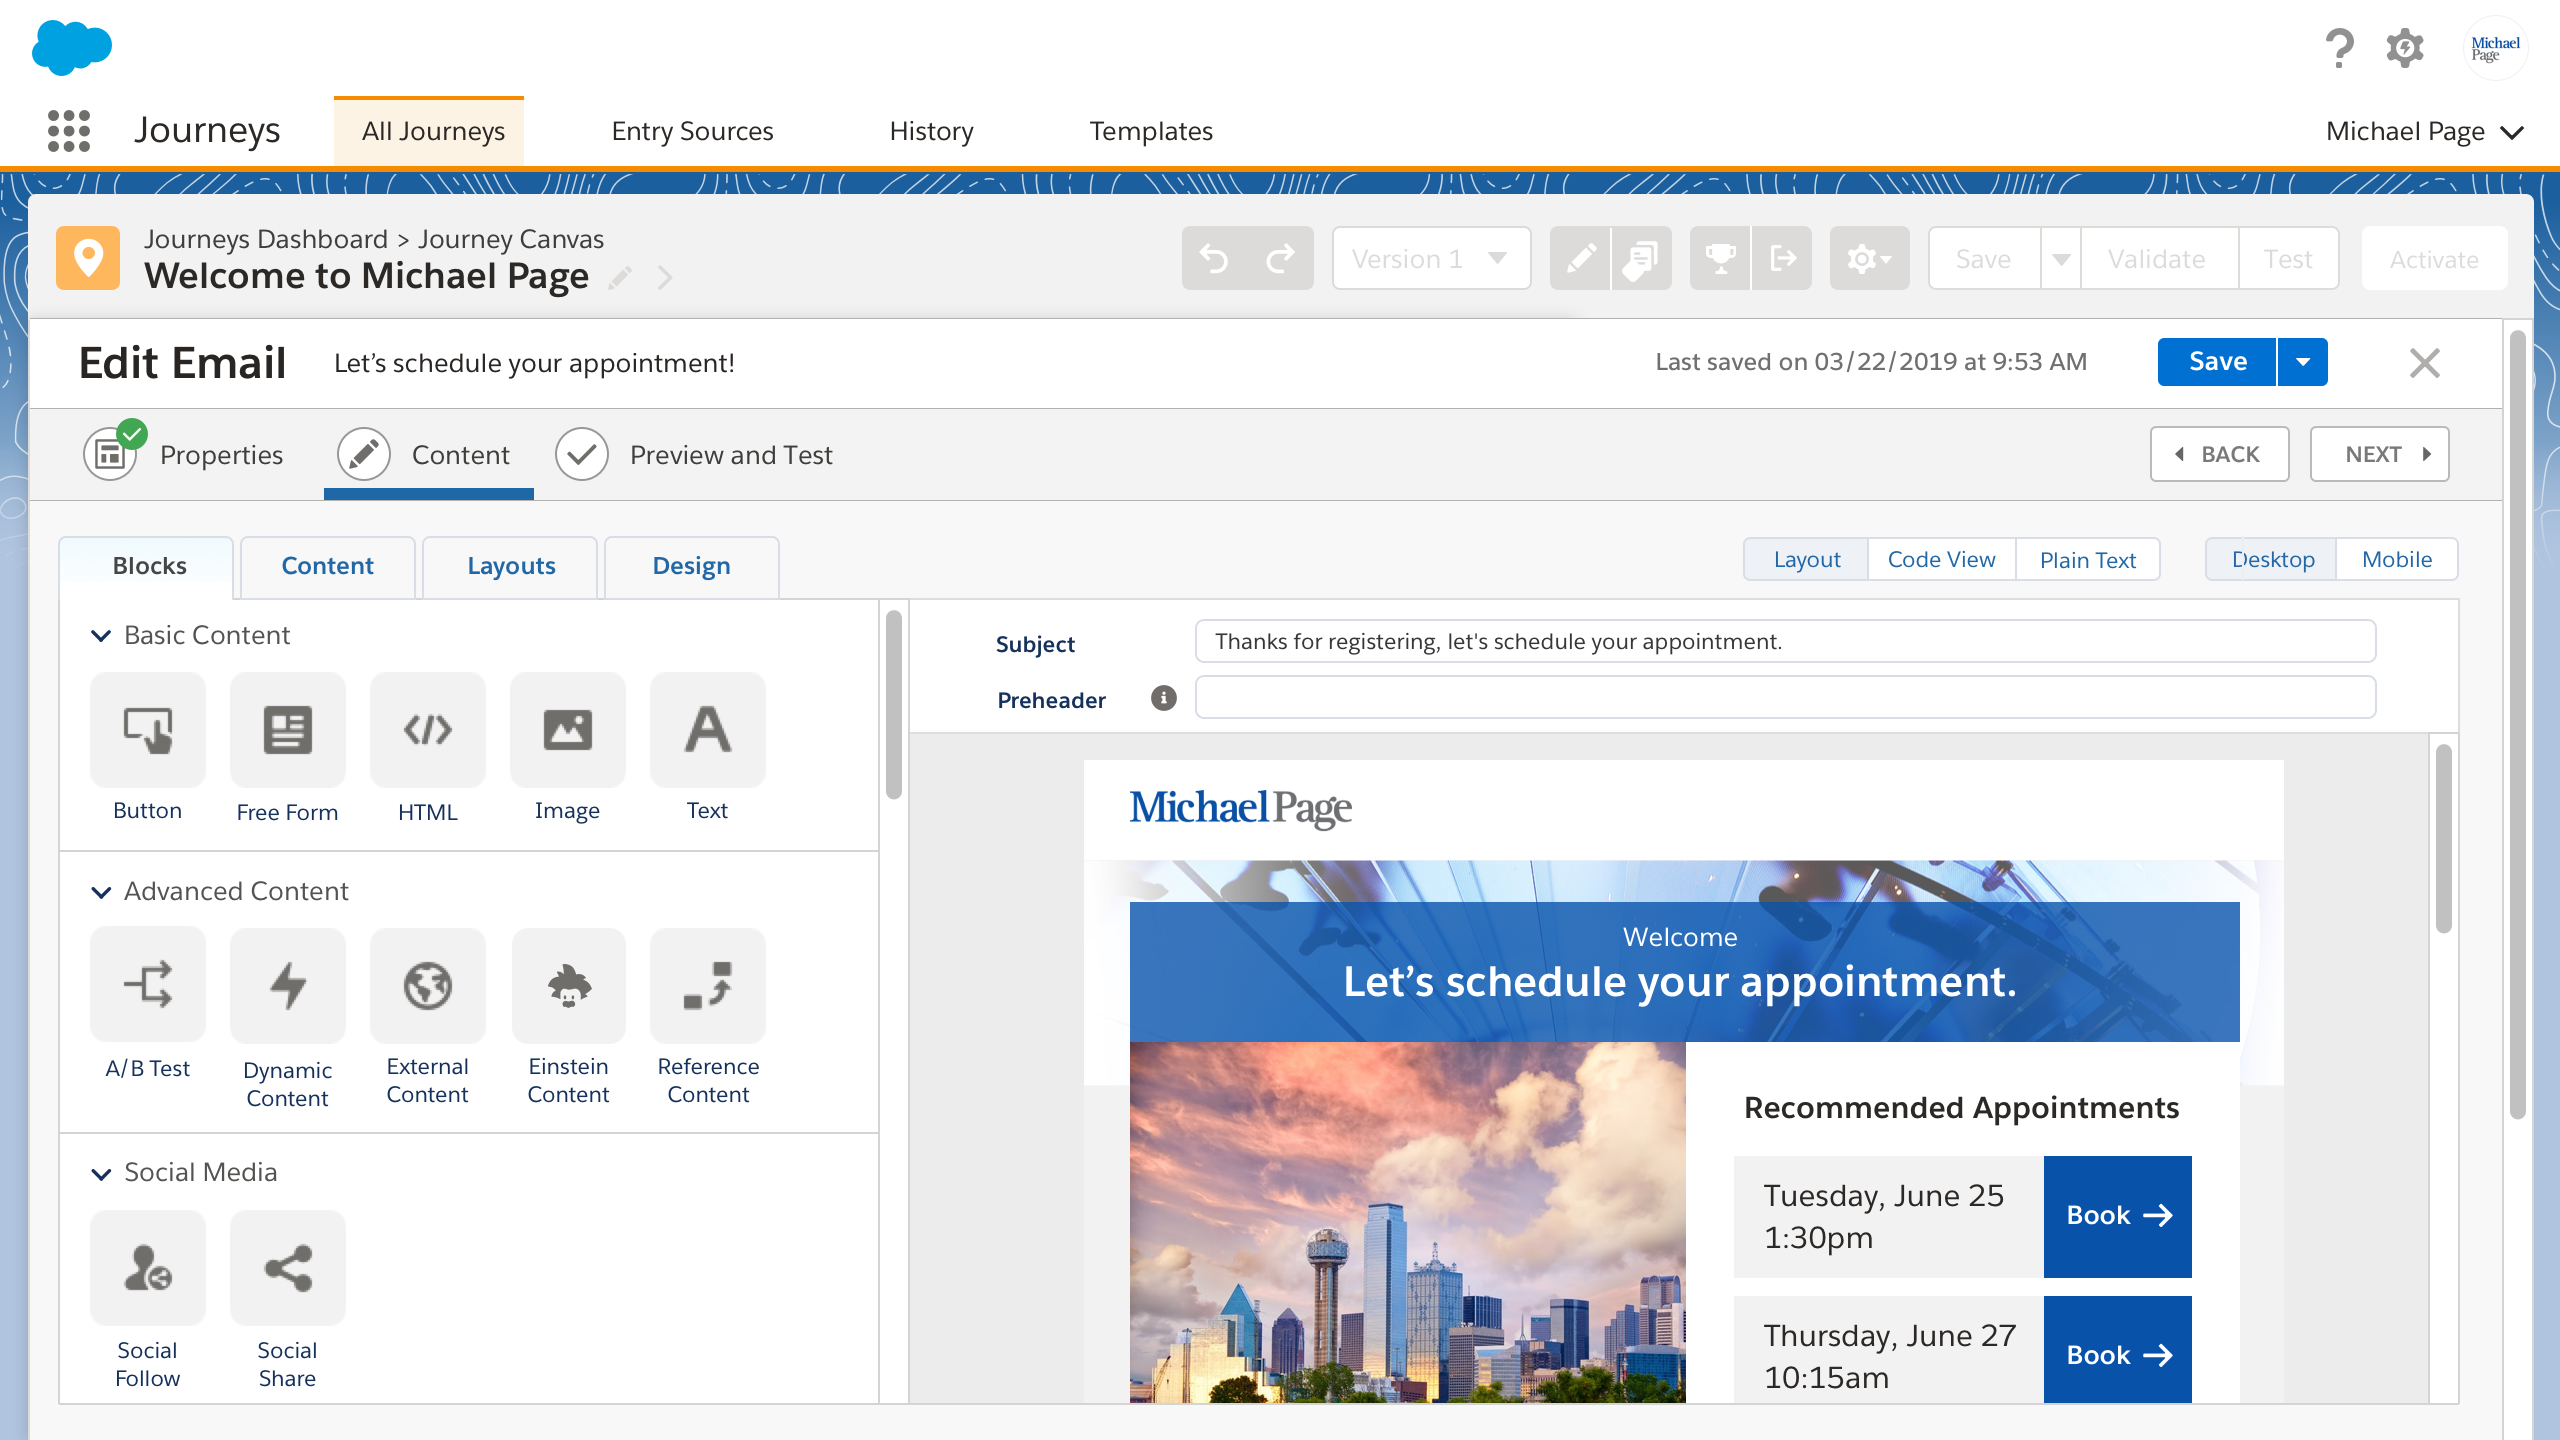 Michael
Page
Journeys
All Journeys
Entry Sources
History
Templates
Michael Page
Journeys Dashboard > Journey Canvas
Welcome to Michael Page
Version 1
Save
Validate
Test
Activate
Edit Email
Let’s schedule your appointment!
Last saved on 03/22/2019 at 9:53 AM
Save
Properties
Content
Preview and Test
BACK
NEXT
Blocks
Content
Layouts
Design
Layout
Code View
Plain Text
Desktop
Mobile
Basic Content
Button
Free Form
HTML
Image
Text
Advanced Content
A/B Test
Dynamic
Content
External
Content
Einstein
Content
Reference
Content
Social Media
Social
Follow
Social
Share
Subject
Thanks for registering, let's schedule your appointment.
Preheader
MichaelPage
Welcome
Let’s schedule your appointment.
Recommended Appointments
Tuesday, June 25
1:30pm
Book
Thursday, June 27
10:15am
Book